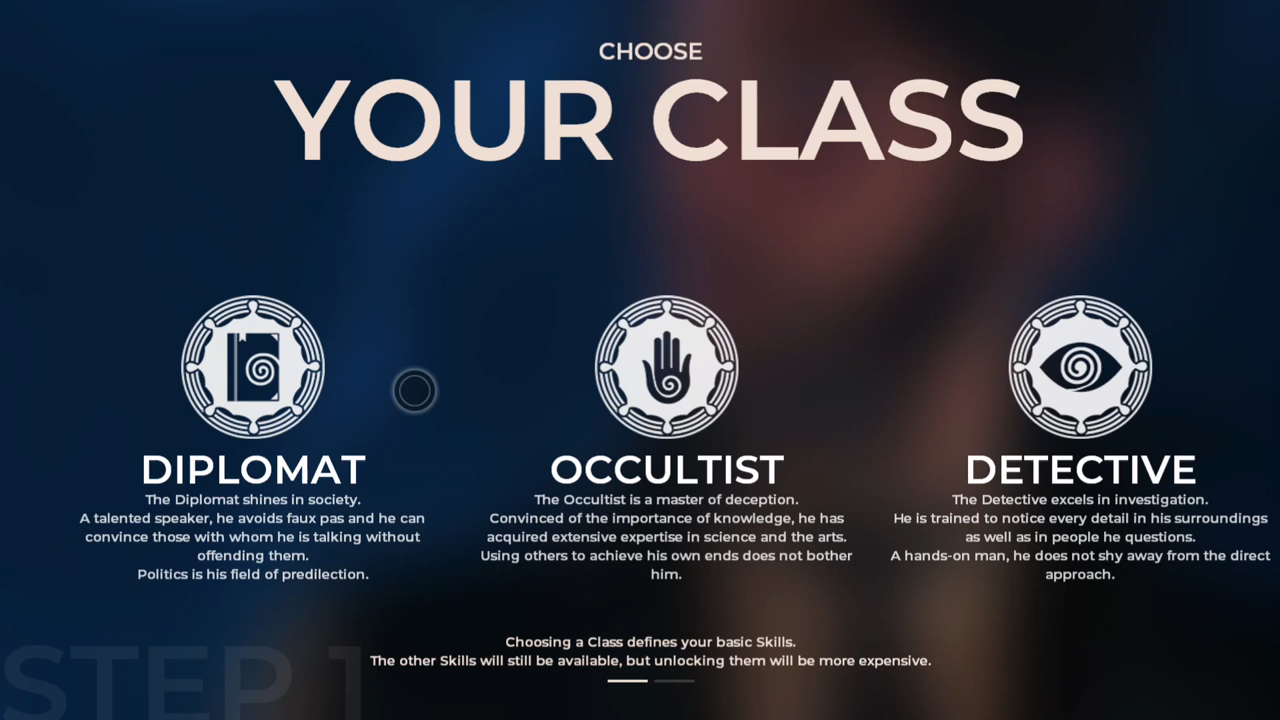 CHOOSE
YOUR CLASS
DIPLOMAT
The Diplomat shines in society.
A talented speaker, he avoids faux pas and he can
convince those with whom he is talking without
offending them.
Politics is his field of predilection.
OCCULTIST
The Occultist is a master of deception.
Convinced of the importance of knowledge, he has
acquired extensive expertise in science and the arts.
Using others to achieve his own ends does not bother
him.
DETECTIVE
The Detective excels in investigation.
He is trained to notice every detail in his surroundings
as well as in people he questions.
A hands-on man, he does not shy away from the direct
approach.
Choosing a Class defines your basic Skills.
The other Skills will still be available, but unlocking them will be more expensive.
STEP 1